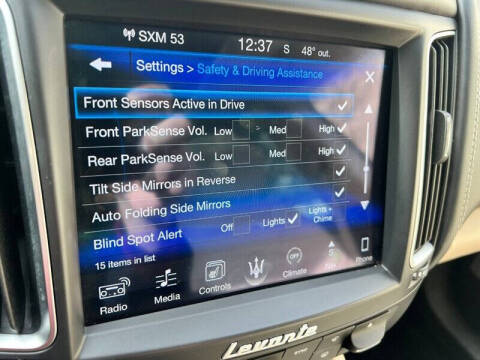 SXM 53 12:37 S 48° out.
Settings > Safety & Driving Assistance
Front Sensors Active in Drive
Front ParkSense Vol. Low Med High
Rear ParkSense Vol. Low Med High
Tilt Side Mirrors in Reverse
Auto Folding Side Mirrors
Blind Spot Alert Off Lights Lights + Chime
15 items in list
OFF S
Radio Media Controls Climate Nav Phone
Levante